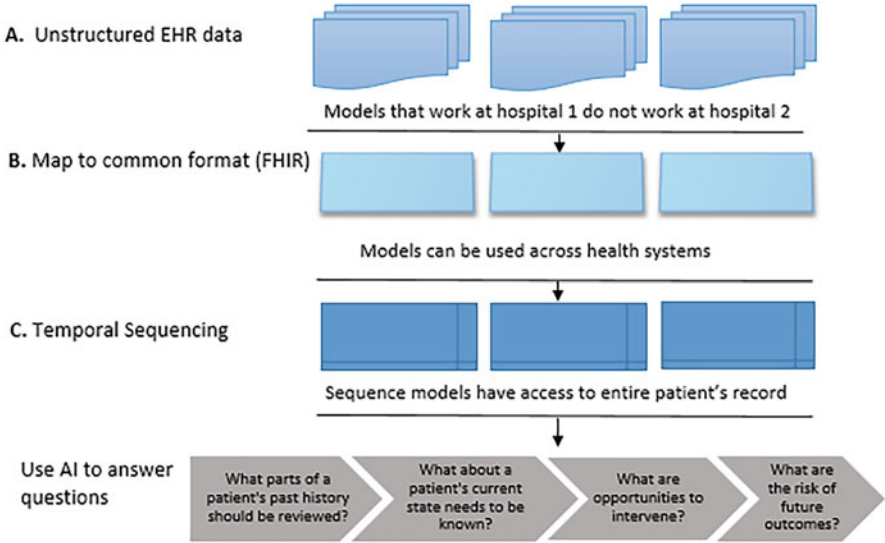 A. Unstructured EHR data
Models that work at hospital 1 do not work at hospital 2
B. Map to common format (FHIR)
Models can be used across health systems
C. Temporal Sequencing
Sequence models have access to entire patient's record
Use AI to answer
questions
What parts of a
patient's past history
should be reviewed?
What about a
patient's current
state needs to be
known?
What are
opportunities to
intervene?
What are
the risk of
future
outcomes?